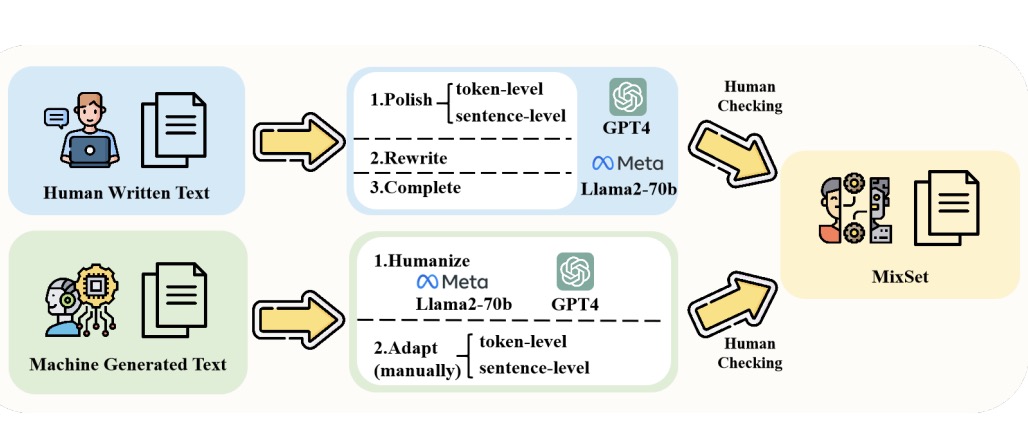 Human Written Text
1.Polish
token-level
sentence-level
2.Rewrite
3.Complete
GPT4
Meta
Llama2-70b
Human
Checking
Machine Generated Text
1.Humanize
Meta
Llama2-70b
GPT4
2.Adapt
(manually)
token-level
sentence-level
Human
Checking
MixSet